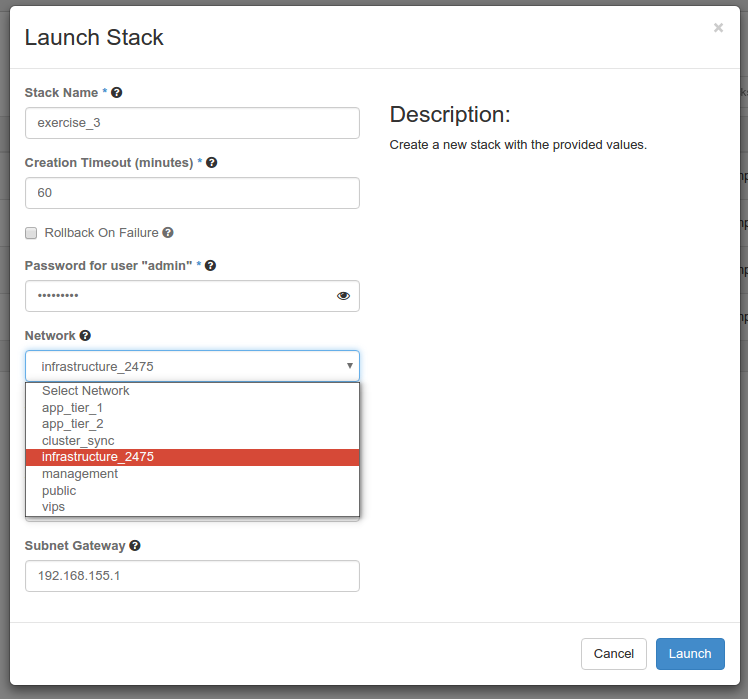 Launch Stack
×
Stack Name * ?
exercise_3
Creation Timeout (minutes) * ?
60
Rollback On Failure ?
Password for user "admin" * ?
•••••••••
Network ?
infrastructure_2475
Select Network
app_tier_1
app_tier_2
cluster_sync
infrastructure_2475
management
public
vips
Subnet Gateway ?
192.168.155.1
Description:
Create a new stack with the provided values.
Cancel
Launch